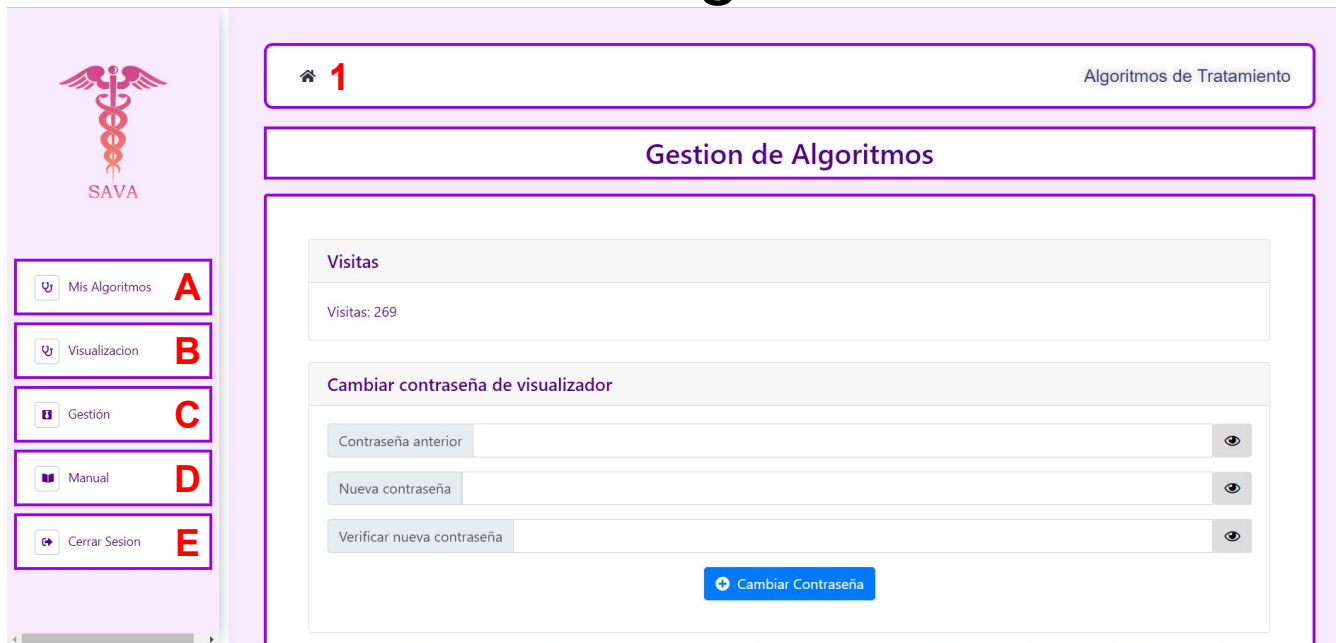 SAVA
Mis Algoritmos A
Visualizacion B
Gestión C
Manual D
Cerrar Sesion E
1 Algoritmos de Tratamiento
Gestion de Algoritmos
Visitas
Visitas: 269
Cambiar contraseña de visualizador
Contraseña anterior
Nueva contraseña
Verificar nueva contraseña
Cambiar Contraseña